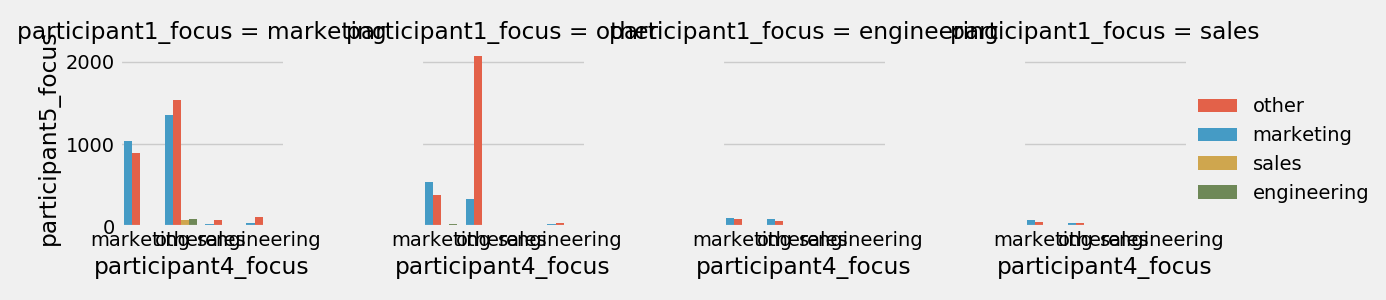 participant1_focus = marketing
participant1_focus = other
participant1_focus = engineering
participant1_focus = sales
participant5_focus
2000
1000
0
marketing
other
sales
engineering
marketing
other
sales
engineering
marketing
other
sales
engineering
marketing
other
sales
engineering
participant4_focus
participant4_focus
participant4_focus
participant4_focus
other
marketing
sales
engineering